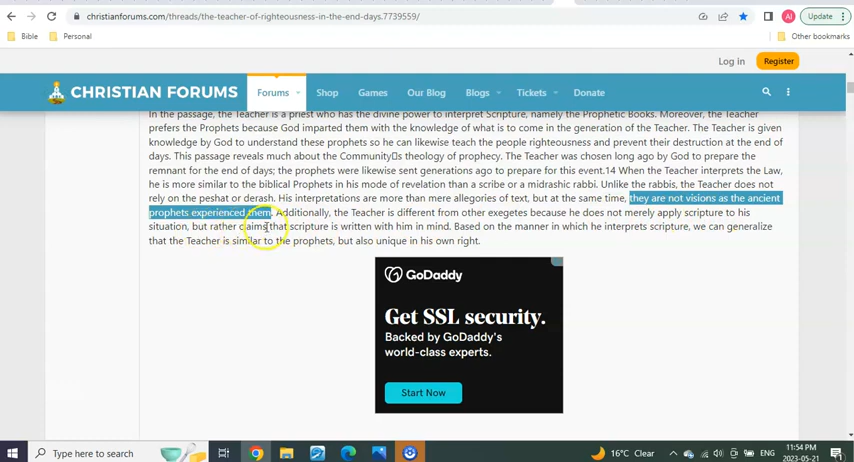 christianforums.com/threads/the-teacher-of-righteousness-in-the-end-days.7739559/
AI
Update
Bible
Personal
Other bookmarks
Log in
Register
CHRISTIAN FORUMS
Forums
Shop
Games
Our Blog
Blogs
Tickets
Donate
In the passage, the Teacher is a priest who has the divine power to interpret Scripture, namely the Prophetic Books. Moreover, the Teacher
prefers the Prophets because God imparted them with the knowledge of what is to come in the generation of the Teacher. The Teacher is given
knowledge by God to understand these prophets so he can likewise teach the people righteousness and prevent their destruction at the end of
days. This passage reveals much about the Community𘗤s theology of prophecy. The Teacher was chosen long ago by God to prepare the
remnant for the end of days; the prophets were likewise sent generations ago to prepare for this event.14 When the Teacher interprets the Law,
he is more similar to the biblical Prophets in his mode of revelation than a scribe or a midrashic rabbi. Unlike the rabbis, the Teacher does not
rely on the peshat or derash. His interpretations are more than mere allegories of text, but at the same time, they are not visions as the ancient
prophets experienced them. Additionally, the Teacher is different from other exegetes because he does not merely apply scripture to his
situation, but rather claims that scripture is written with him in mind. Based on the manner in which he interprets scripture, we can generalize
that the Teacher is similar to the prophets, but also unique in his own right.
GoDaddy
Get SSL security.
Backed by GoDaddy's
world-class experts.
Start Now
Type here to search
16°C Clear
ENG
11:54 PM
2023-05-21